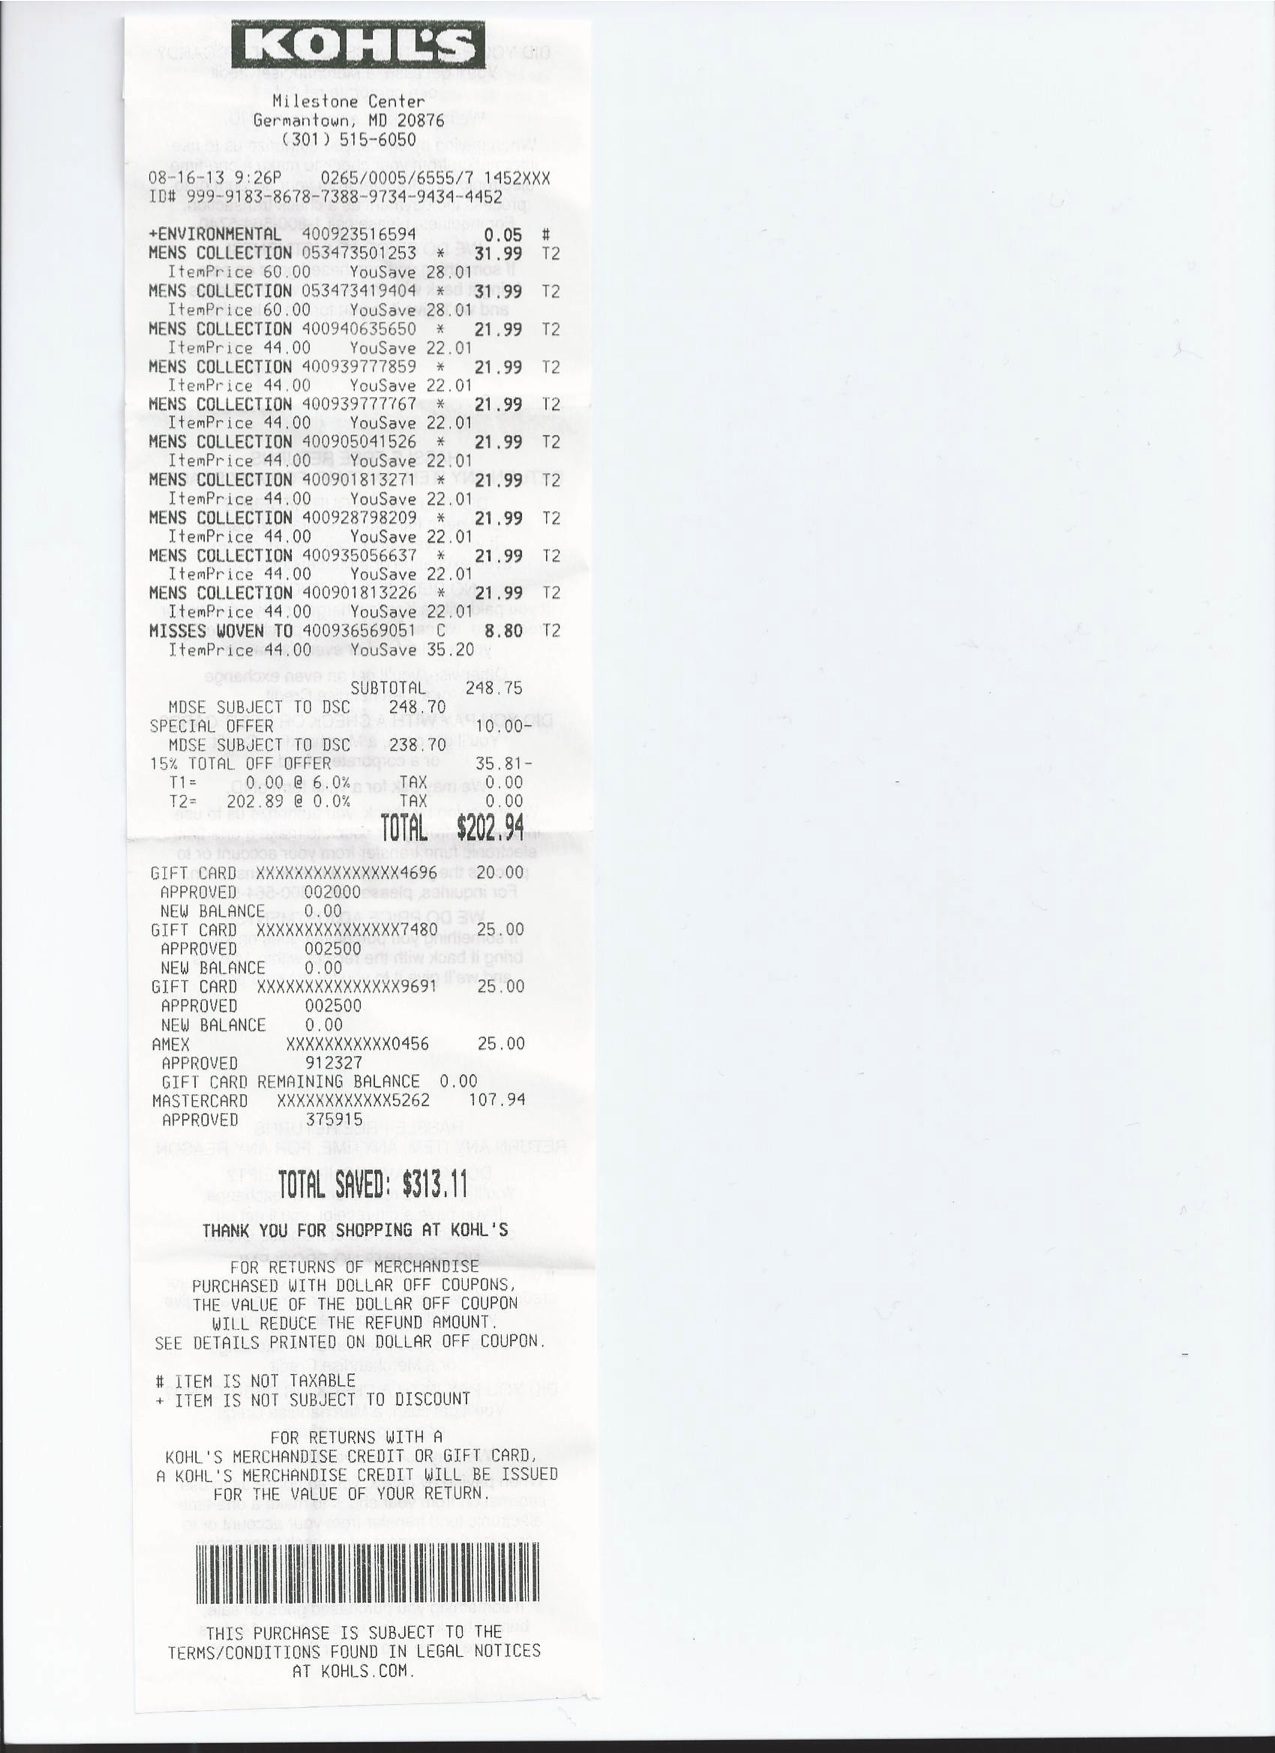 KOHL'S
Milestone Center
Germantown, MD 20876
(301) 515-6050
08-16-13 9:26P 0265/0005/6555/7 1452XXX
ID# 999-9183-8678-7388-9734-9434-4452
+ENVIRONMENTAL 400923516594 0.05 #
MENS COLLECTION 053473501253 * 31.99 T2
ItemPrice 60.00 YouSave 28.01
MENS COLLECTION 053473419404 * 31.99 T2
ItemPrice 60.00 YouSave 28.01
MENS COLLECTION 400940635650 * 21.99 T2
ItemPrice 44.00 YouSave 22.01
MENS COLLECTION 400939777859 * 21.99 T2
ItemPrice 44.00 YouSave 22.01
MENS COLLECTION 400939777767 * 21.99 T2
ItemPrice 44.00 YouSave 22.01
MENS COLLECTION 400905041526 * 21.99 T2
ItemPrice 44.00 YouSave 22.01
MENS COLLECTION 400901813271 * 21.99 T2
ItemPrice 44.00 YouSave 22.01
MENS COLLECTION 400928798209 * 21.99 T2
ItemPrice 44.00 YouSave 22.01
MENS COLLECTION 400935056637 * 21.99 T2
ItemPrice 44.00 YouSave 22.01
MENS COLLECTION 400901813226 * 21.99 T2
ItemPrice 44.00 YouSave 22.01
MISSES WOVEN TO 400936569051 C 8.80 T2
ItemPrice 44.00 YouSave 35.20
SUBTOTAL 248.75
MDSE SUBJECT TO DSC 248.70
SPECIAL OFFER 10.00-
MDSE SUBJECT TO DSC 238.70
15% TOTAL OFF OFFER 35.81-
T1= 0.00 @ 6.0% TAX 0.00
T2= 202.89 @ 0.0% TAX 0.00
TOTAL $202.94
GIFT CARD XXXXXXXXXXXXXXX4696 20.00
APPROVED 002000
NEW BALANCE 0.00
GIFT CARD XXXXXXXXXXXXXXX7480 25.00
APPROVED 002500
NEW BALANCE 0.00
GIFT CARD XXXXXXXXXXXXXXX9691 25.00
APPROVED 002500
NEW BALANCE 0.00
AMEX XXXXXXXXXXX0456 25.00
APPROVED 912327
GIFT CARD REMAINING BALANCE 0.00
MASTERCARD XXXXXXXXXXXX5262 107.94
APPROVED 375915
TOTAL SAVED: $313.11
THANK YOU FOR SHOPPING AT KOHL'S
FOR RETURNS OF MERCHANDISE
PURCHASED WITH DOLLAR OFF COUPONS,
THE VALUE OF THE DOLLAR OFF COUPON
WILL REDUCE THE REFUND AMOUNT.
SEE DETAILS PRINTED ON DOLLAR OFF COUPON.
# ITEM IS NOT TAXABLE
+ ITEM IS NOT SUBJECT TO DISCOUNT
FOR RETURNS WITH A
KOHL'S MERCHANDISE CREDIT OR GIFT CARD,
A KOHL'S MERCHANDISE CREDIT WILL BE ISSUED
FOR THE VALUE OF YOUR RETURN.
THIS PURCHASE IS SUBJECT TO THE
TERMS/CONDITIONS FOUND IN LEGAL NOTICES
AT KOHLS.COM.